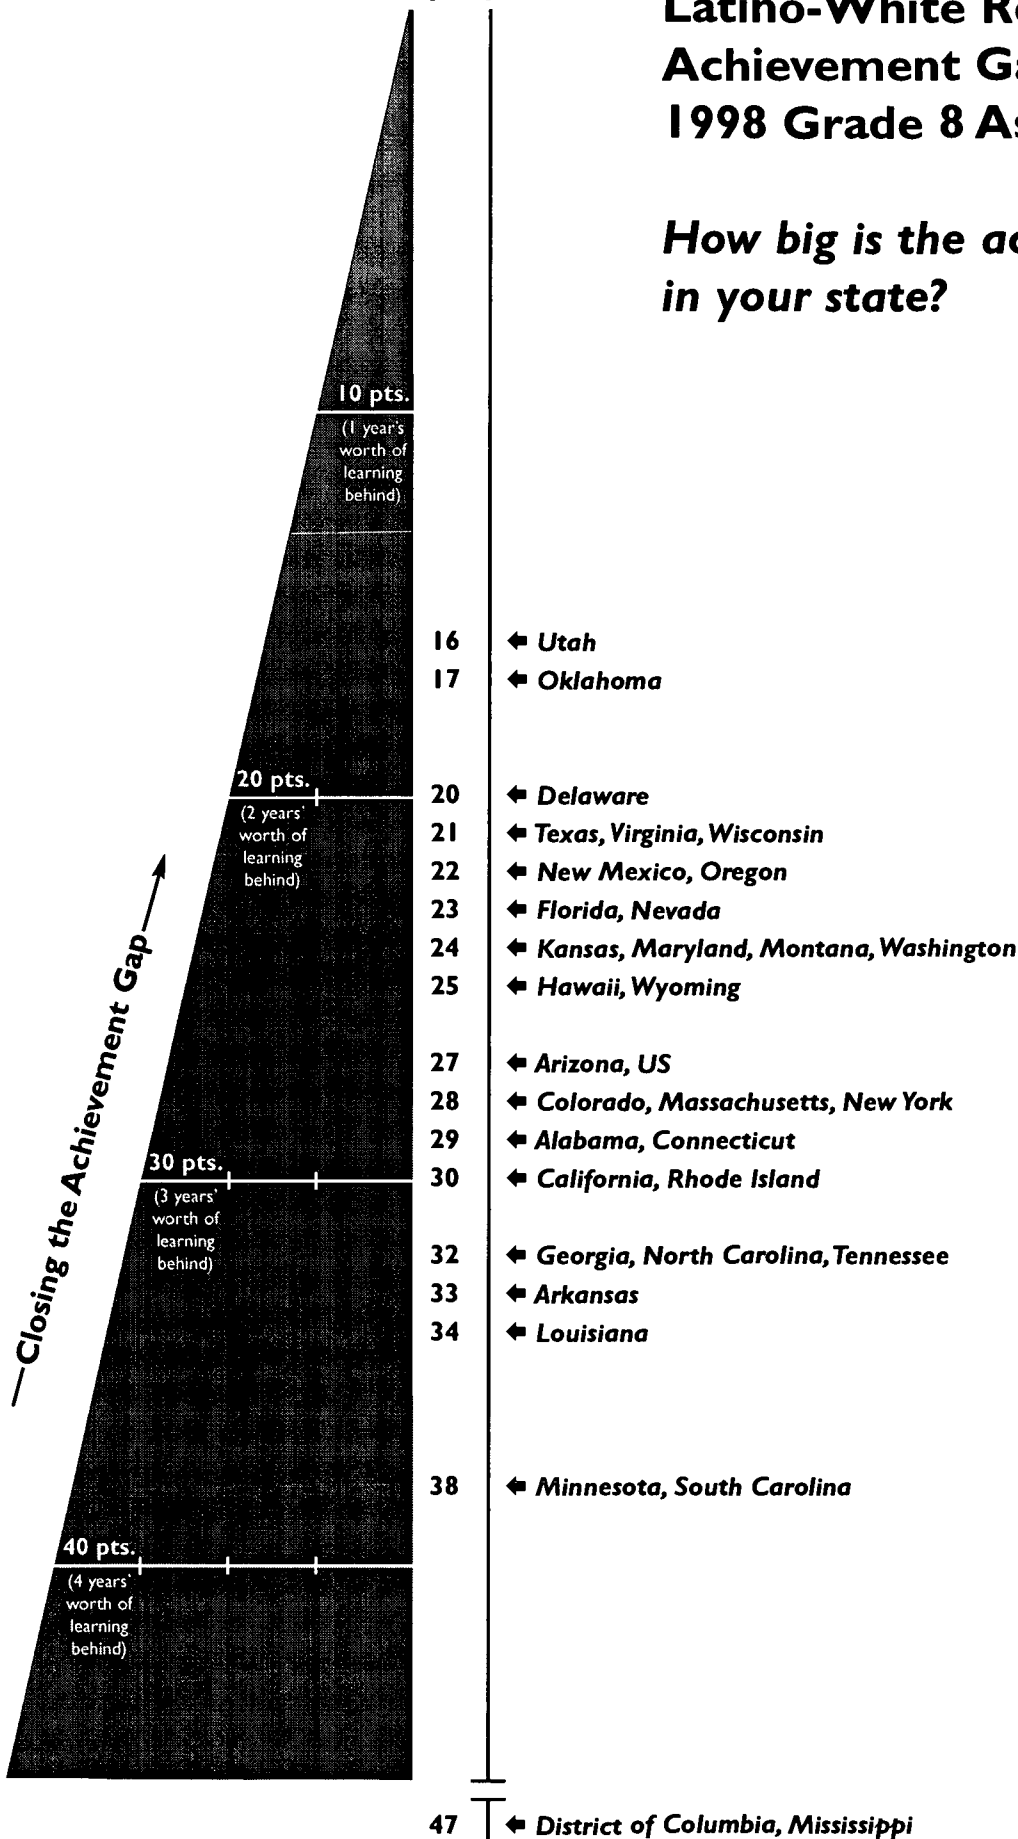 Latino-White
Achievement
1998 Grade 8
How big is the
in your state?
10 pts.
(1 year's
worth of
learning
behind)
16 Utah
17 Oklahoma
20 pts.
(2 years'
worth of
learning
behind)
20 Delaware
21 Texas, Virginia, Wisconsin
22 New Mexico, Oregon
23 Florida, Nevada
24 Kansas, Maryland, Montana, Washington
25 Hawaii, Wyoming
Closing the Achievement Gap
27 Arizona, US
28 Colorado, Massachusetts, New York
29 Alabama, Connecticut
30 pts.
(3 years'
worth of
learning
behind)
30 California, Rhode Island
32 Georgia, North Carolina, Tennessee
33 Arkansas
34 Louisiana
38 Minnesota, South Carolina
40 pts.
(4 years'
worth of
learning
behind)
47 District of Columbia, Mississippi